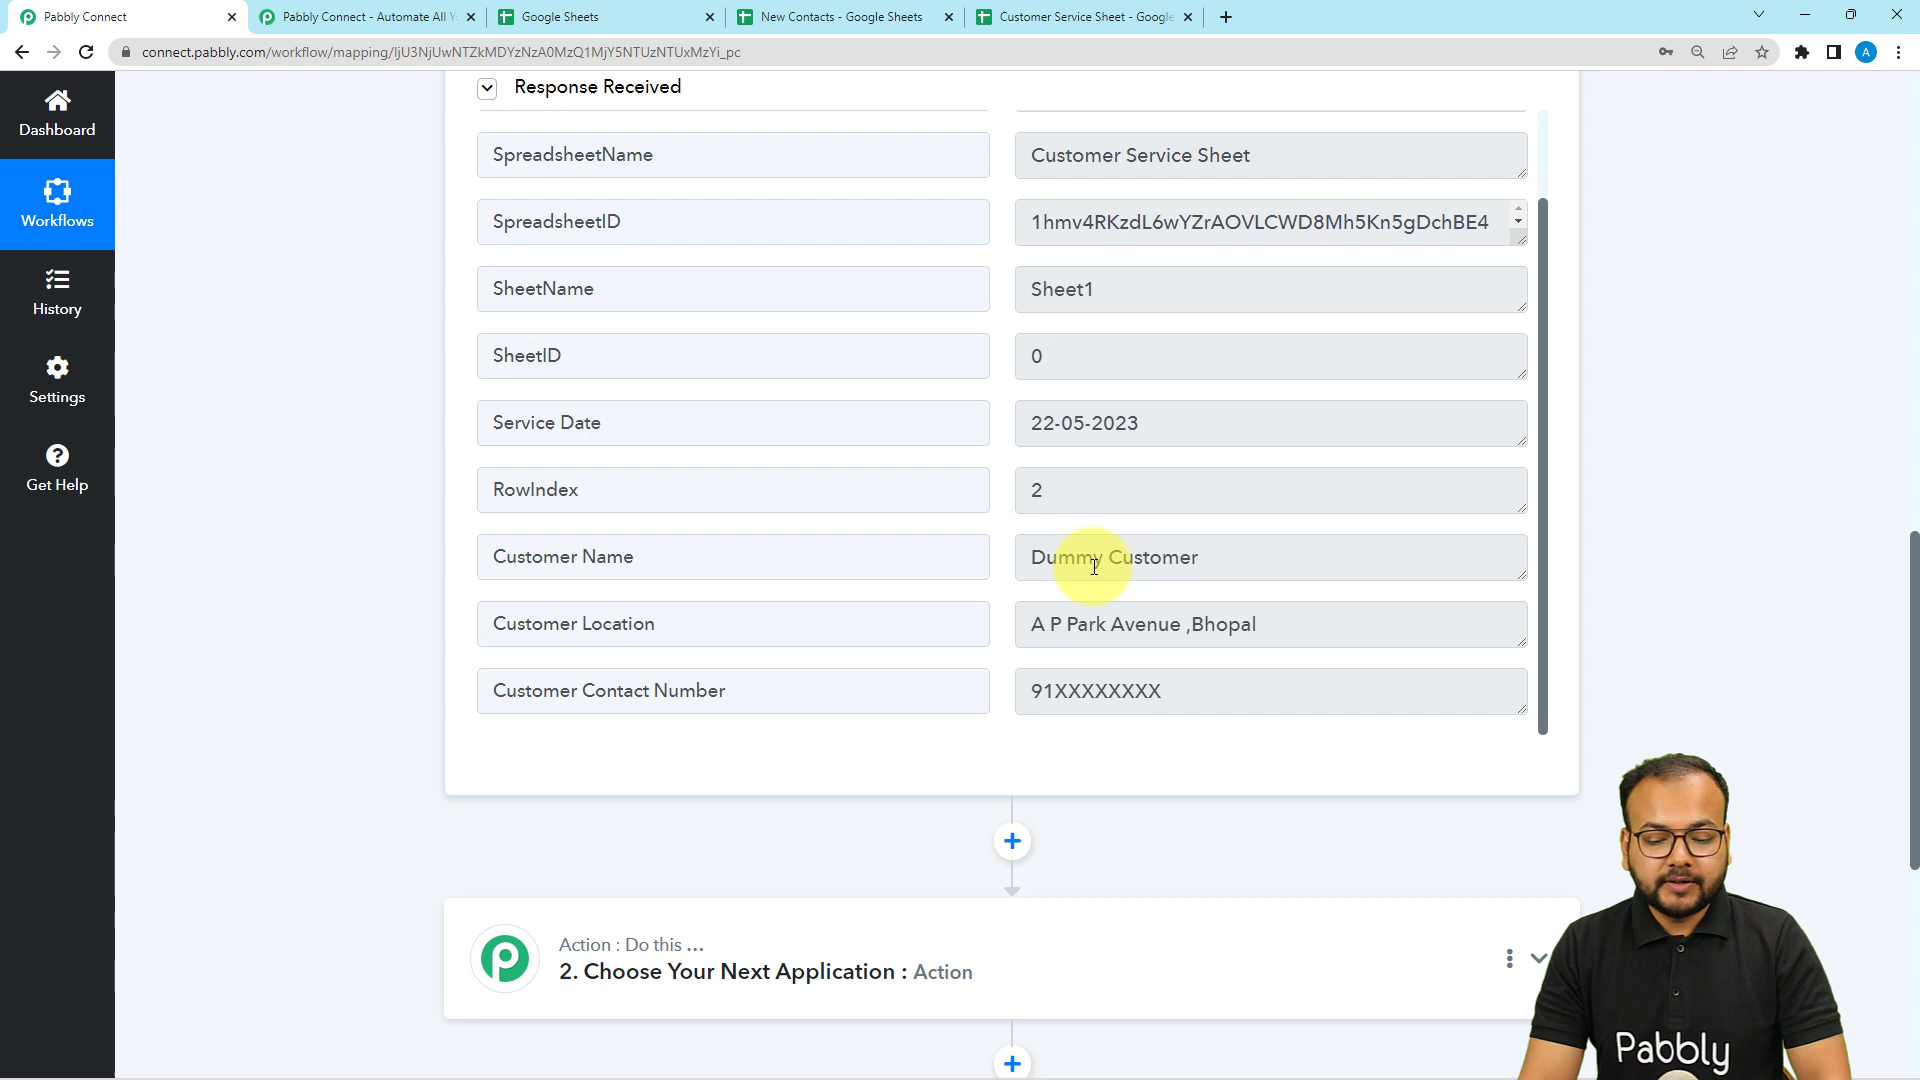 Pabbly Connect
Pabbly Connect - Automate All Y
Google Sheets
New Contacts - Google Sheets
Customer Service Sheet - Google
connect.pabbly.com/workflow/mapping/IjU3NjUwNTZkMDYzNzA0MzQ1MjY5NTUzNTUxMzYi_pc
A
Dashboard
Workflows
History
Settings
Get Help
Response Received
SpreadsheetName
Customer Service Sheet
SpreadsheetID
1hmv4RKzdL6wYZrAOVLCWD8Mh5Kn5gDchBE4
SheetName
Sheet1
SheetID
0
Service Date
22-05-2023
RowIndex
2
Customer Name
Dummy Customer
Customer Location
A P Park Avenue ,Bhopal
Customer Contact Number
91XXXXXXXX
Action : Do this ...
2. Choose Your Next Application : Action
Pabbly